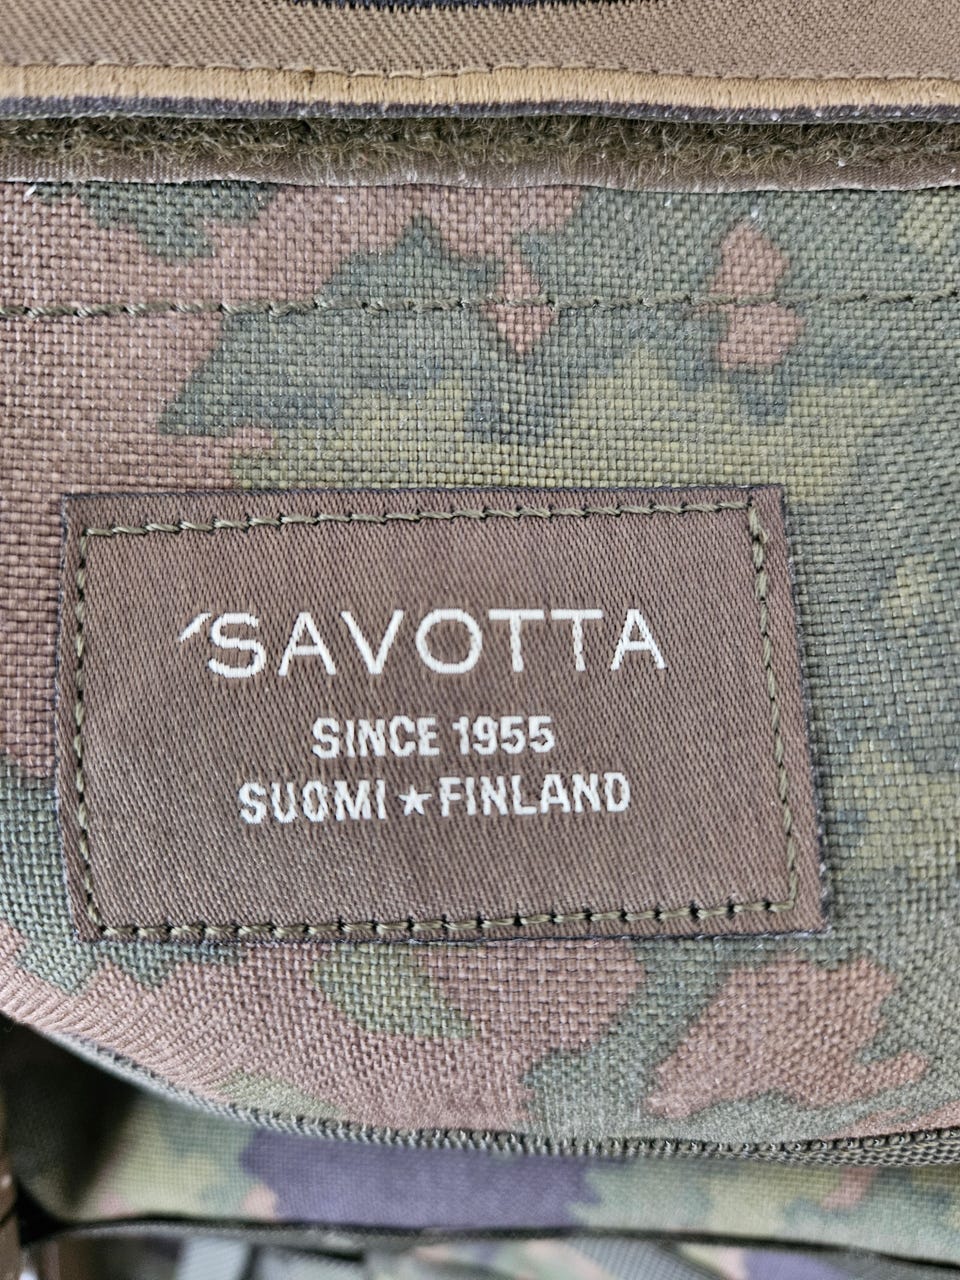 'SAVOTTA
SINCE 1955
SUOMI★FINLAND